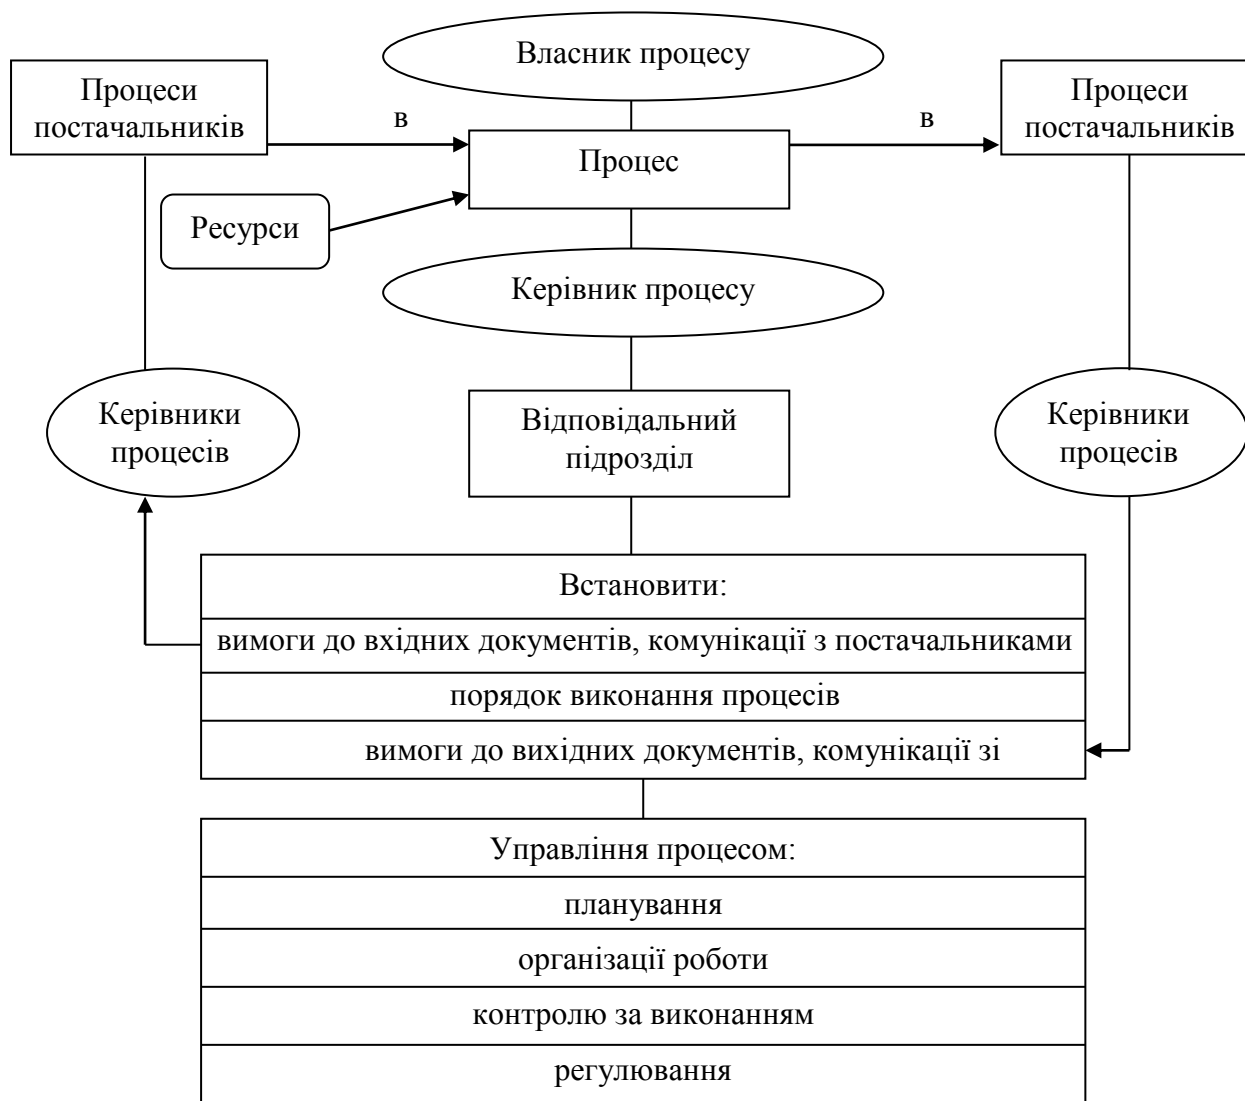 Власник процесу
Процеси
постачальників
в
Процес
в
Процеси
постачальників
Ресурси
Керівник процесу
Керівники
процесів
Відповідальний
підрозділ
Керівники
процесів
Встановити:
вимоги до вхідних документів, комунікації з постачальниками
порядок виконання процесів
вимоги до вихідних документів, комунікації зі
Управління процесом:
планування
організації роботи
контролю за виконанням
регулювання